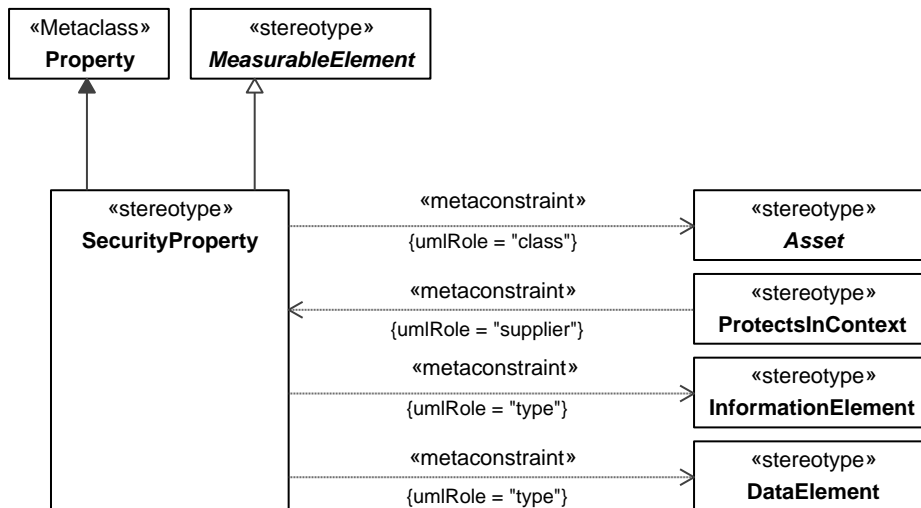 «Metaclass»
Property
«stereotype»
MeasurableElement
«stereotype»
SecurityProperty
«metaconstraint»
{umlRole = "class"}
«stereotype»
Asset
«metaconstraint»
{umlRole = "supplier"}
«stereotype»
ProtectsInContext
«metaconstraint»
{umlRole = "type"}
«stereotype»
InformationElement
«metaconstraint»
{umlRole = "type"}
«stereotype»
DataElement